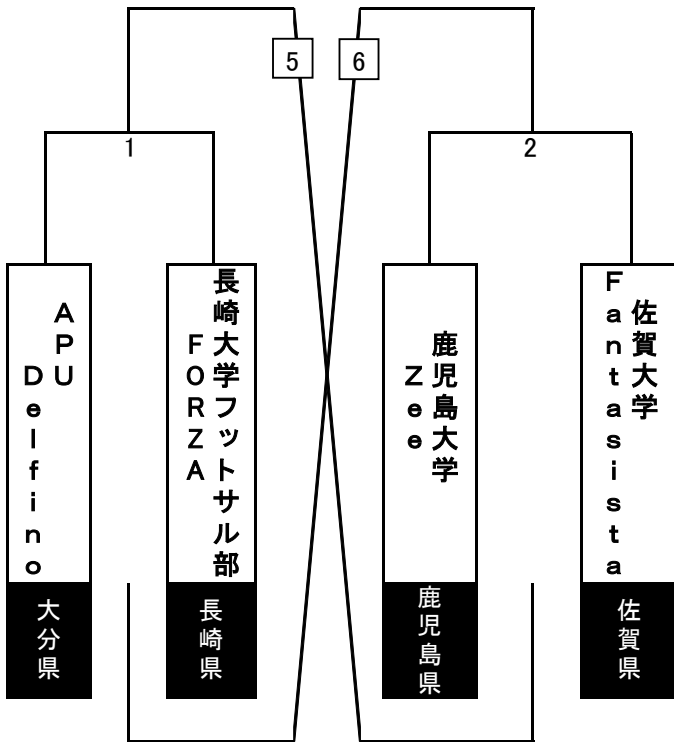 5
6
1
2
ＡＰＵ
Ｄｅｌｆｉｎｏ
長崎大学フットサル部
ＦＯＲＺＡ
鹿児島大学
Ｚｅｅ
佐賀大学
Ｆａｎｔａｓｉｓｔａ
大分県
長崎県
鹿児島県
佐賀県